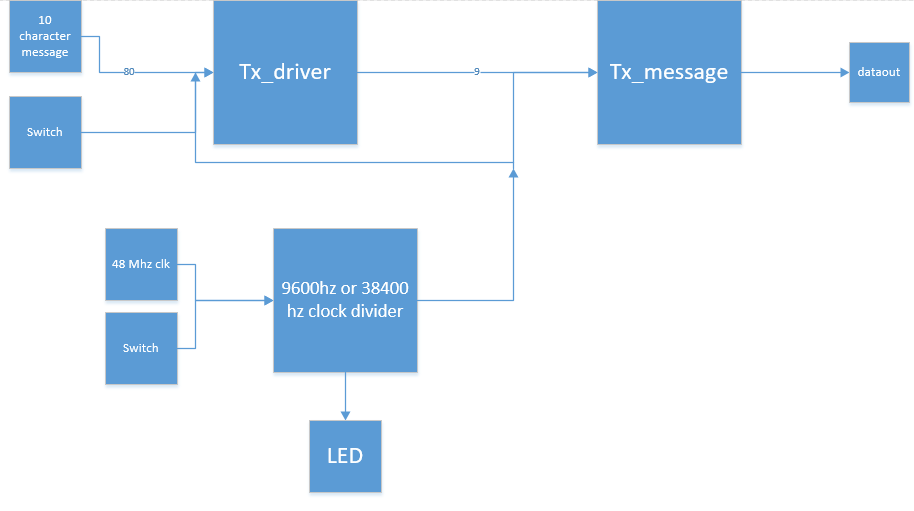 10
character
message
80
Tx_driver
9
Tx_message
dataout
Switch
48 Mhz clk
9600hz or 38400
hz clock divider
Switch
LED